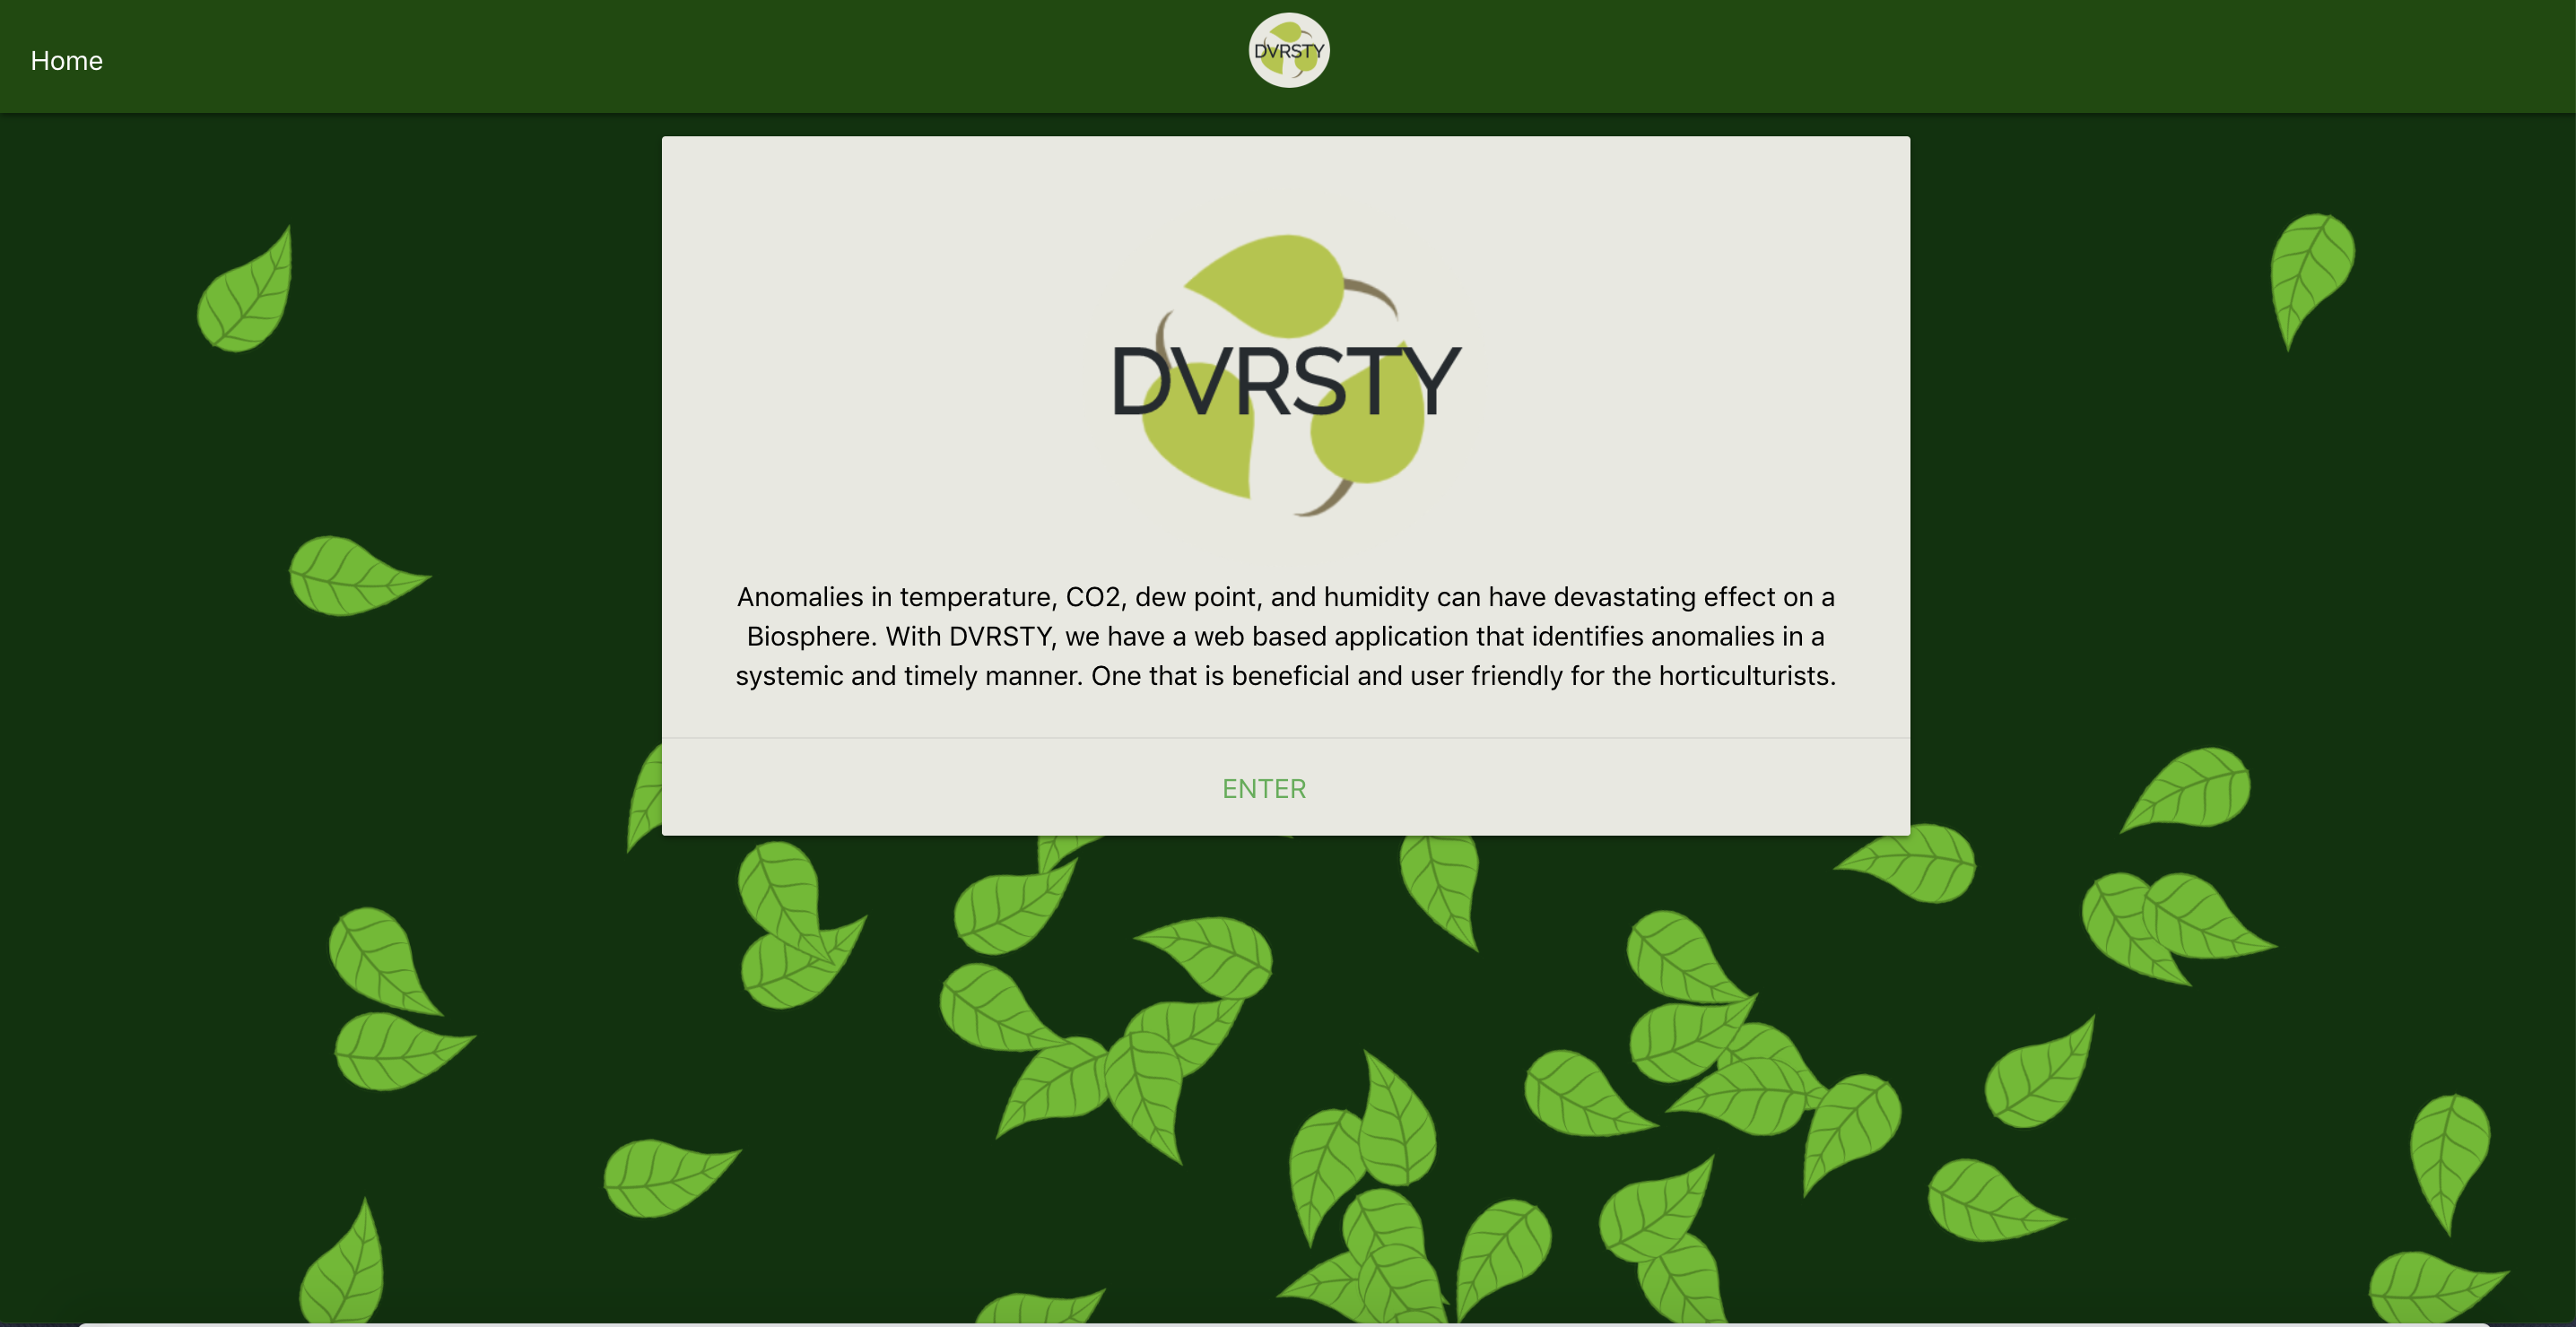 Home
DVRSTY
DVRSTY
Anomalies in temperature, CO2, dew point, and humidity can have devastating effect on a
Biosphere. With DVRSTY, we have a web based application that identifies anomalies in a
systemic and timely manner. One that is beneficial and user friendly for the horticulturists.
ENTER